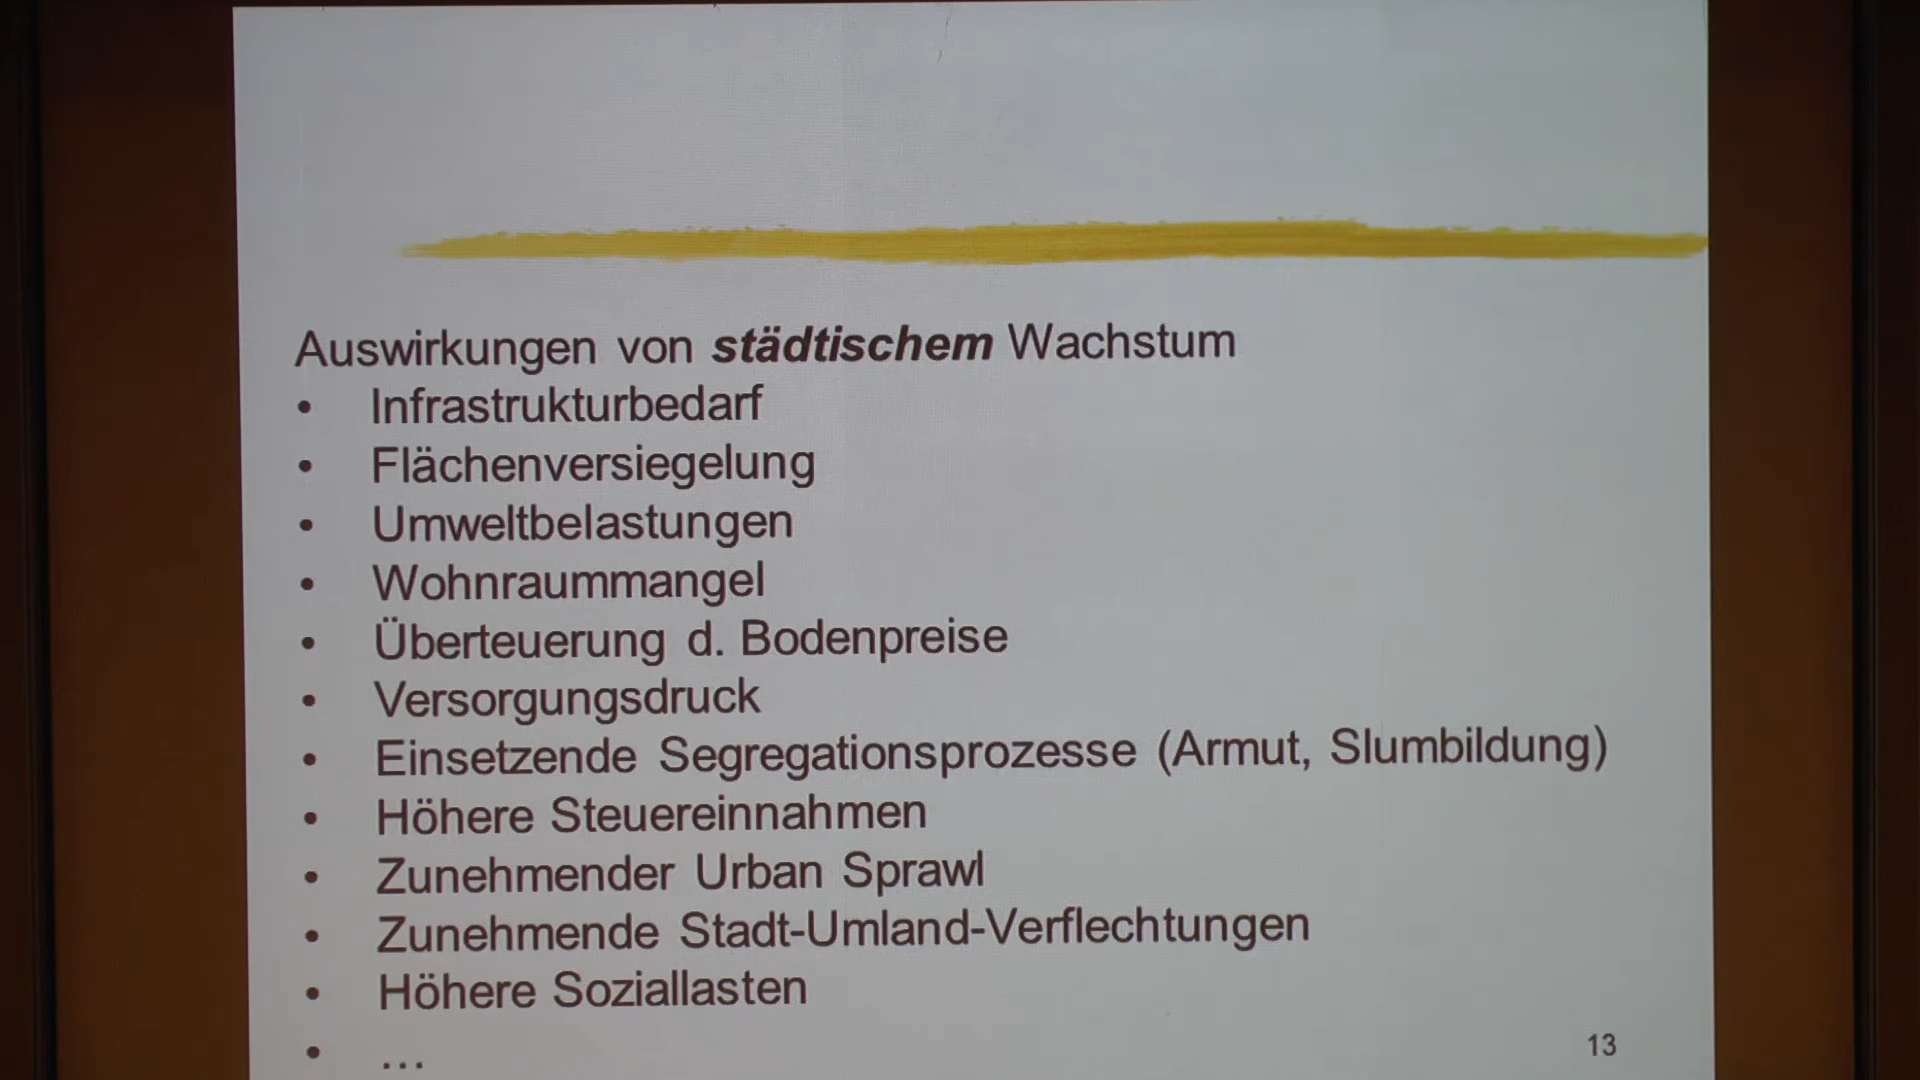 Auswirkungen von städtischem Wachstum
• Infrastrukturbedarf
• Flächenversiegelung
• Umweltbelastungen
• Wohnraummangel
• Überteuerung d. Bodenpreise
• Versorgungsdruck
• Einsetzende Segregationsprozesse (Armut, Slumbildung)
• Höhere Steuereinnahmen
• Zunehmender Urban Sprawl
• Zunehmende Stadt-Umland-Verflechtungen
• Höhere Soziallasten
• ...
13